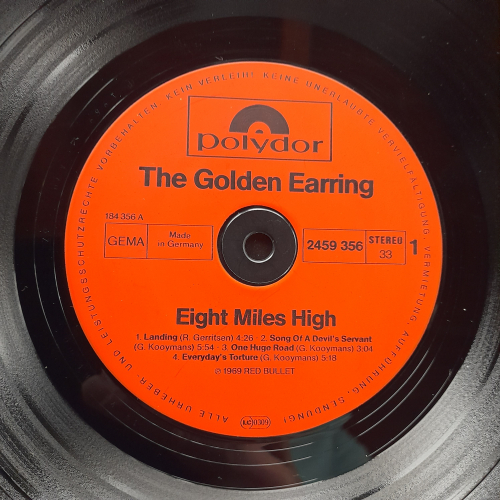 polydor
The Golden Earring
184 356 A
GEMA
Made
in Germany
2459 356
STEREO
33
1
Eight Miles High
1. Landing (R. Gerritsen) 4:26 - 2. Song Of A Devil's Servant
(G. Kooymans) 5:54 - 3. One Huge Road (G. Kooymans) 3:04
4. Everyday's Torture (G. Kooymans) 5:18
℗ 1969 RED BULLET
LC 0309
ALLE URHEBER- UND LEISTUNGSSCHUTZRECHTE VORBEHALTEN. KEIN VERLEIH! KEINE UNERLAUBTE VERVIELFÄLTIGUNG, VERMIETUNG, AUFFÜHRUNG, SENDUNG!